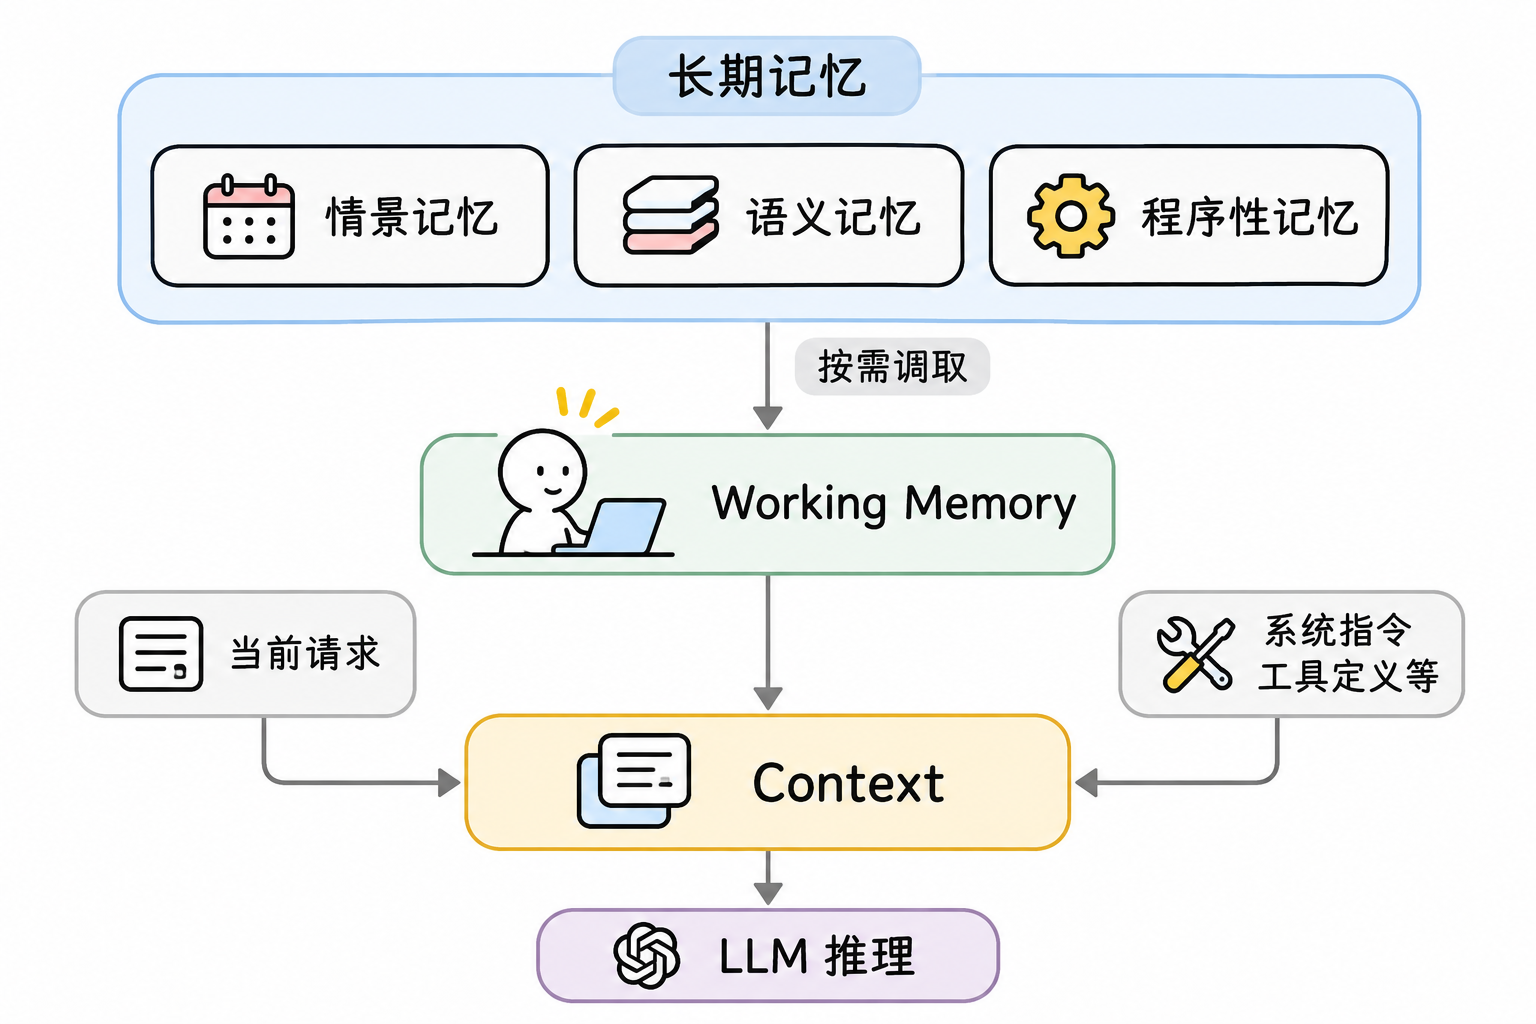 长期记忆
情景记忆
语义记忆
程序性记忆
按需调取
Working Memory
当前请求
系统指令
工具定义等
Context
LLM 推理